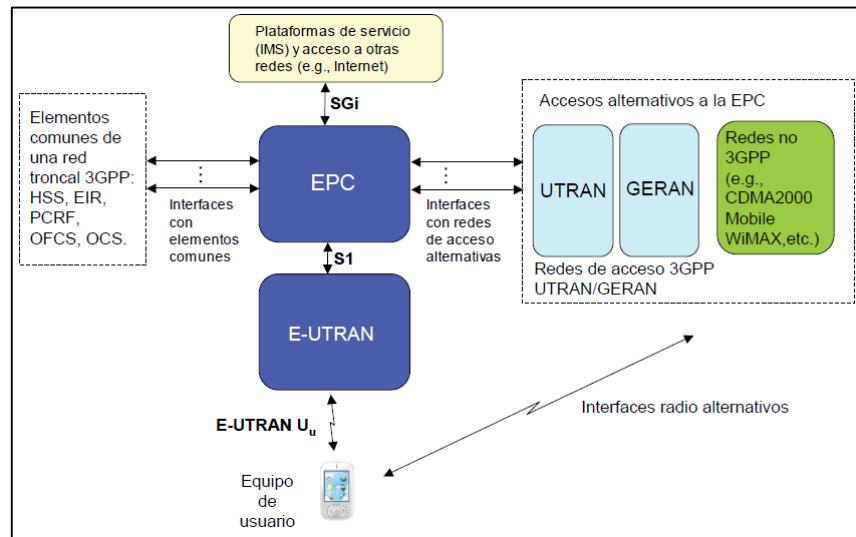 Plataformas de servicio
(IMS) y acceso a otras
redes (e.g., Internet)
SGi
Elementos
comunes de
una red
troncal 3GPP:
HSS, EIR,
PCRF,
OFCS, OCS.
Interfaces
con
elementos
comunes
EPC
Interfaces
con redes
de acceso
alternativas
Accesos alternativos a la EPC
UTRAN
GERAN
Redes no
3GPP
(e.g.,
CDMA2000
Mobile
WiMAX,etc.)
Redes de acceso 3GPP
UTRAN/GERAN
S1
E-UTRAN
E-UTRAN Uu
Interfaces radio alternativos
Equipo
de
usuario